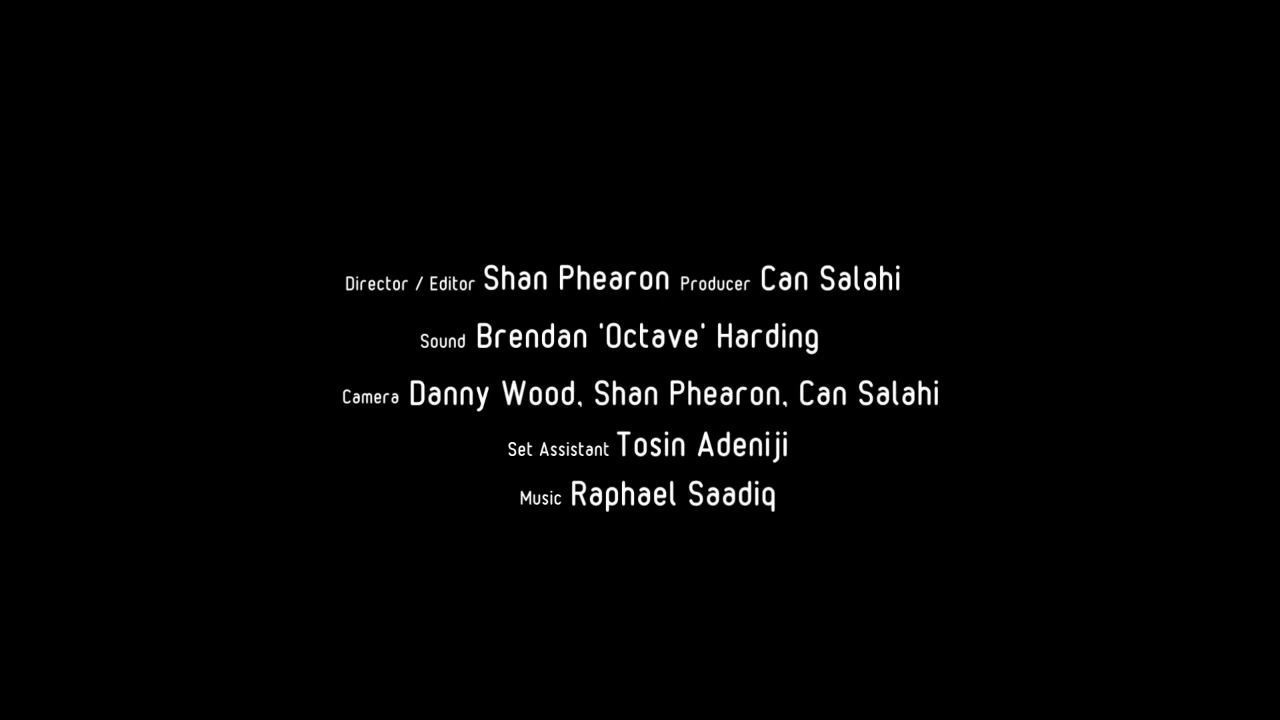 Director / Editor Shan Phearon Producer Can Salahi
Sound Brendan 'Octave' Harding
Camera Danny Wood, Shan Phearon, Can Salahi
Set Assistant Tosin Adeniji
Music Raphael Saadiq